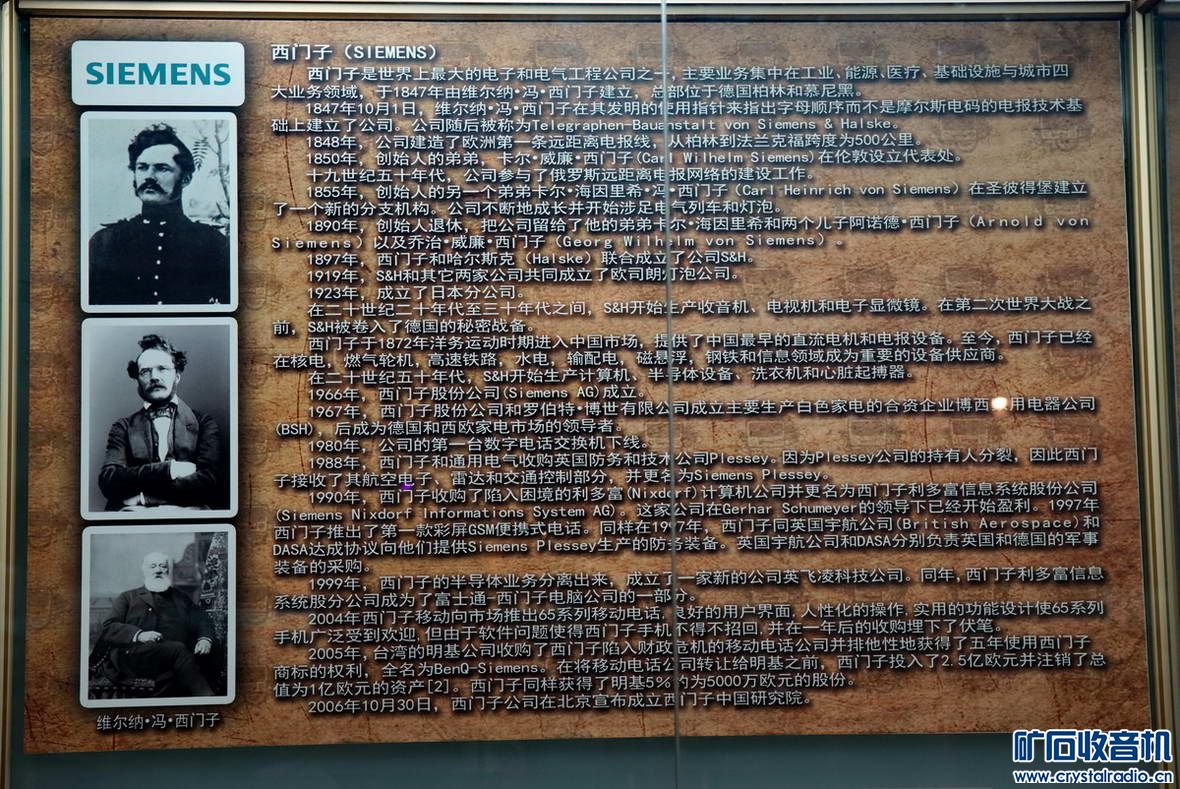 SIEMENS
西门子（SIEMENS）
西门子是世界上最大的电子和电气工程公司之一，主要业务集中在工业、能源、医疗、基础设施与城市四
大业务领域，于1847年由维尔纳·冯·西门子建立，总部位于德国柏林和慕尼黑。
1847年10月1日，维尔纳·冯·西门子在其发明的使用指针来指出字母顺序而不是摩尔斯电码的电报技术基
础上建立了公司。公司随后被称为Telegraphen-Bauanstalt von Siemens & Halske。
1848年，公司建造了欧洲第一条远距离电报线，从柏林到法兰克福跨度为500公里。
1850年，创始人的弟弟，卡尔·威廉·西门子(Carl Wilhelm Siemens)在伦敦设立代表处。
十九世纪五十年代，公司参与了俄罗斯远距离电报网络的建设工作。
1855年，创始人的另一个弟弟卡尔·海因里希·冯·西门子（Carl Heinrich von Siemens）在圣彼得堡建立
了一个新的分支机构。公司不断地成长并开始涉足电气列车和灯泡。
1890年，创始人退休，把公司留给了他的弟弟卡尔·海因里希和两个儿子阿诺德·西门子（Arnold von
Siemens）以及乔治·威廉·西门子（Georg Wilhelm von Siemens）。
1897年，西门子和哈尔斯克（Halske）联合成立了公司S&H。
1919年，S&H和其它两家公司共同成立了欧司朗灯泡公司。
1923年，成立了日本分公司。
在二十世纪二十年代至三十年代之间，S&H开始生产收音机、电视机和电子显微镜。在第二次世界大战之
前，S&H被卷入了德国的秘密战备。
西门子于1872年洋务运动时期进入中国市场，提供了中国最早的直流电机和电报设备。至今，西门子已经
在核电，燃气轮机，高速铁路，水电，输配电，磁悬浮，钢铁和信息领域成为重要的设备供应商。
在二十世纪五十年代，S&H开始生产计算机、半导体设备、洗衣机和心脏起搏器。
1966年，西门子股份公司(Siemens AG)成立。
1967年，西门子股份公司和罗伯特·博世有限公司成立主要生产白色家电的合资企业博西用电器公司
(BSH)，后成为德国和西欧家电市场的领导者。
1980年，公司的第一台数字电话交换机下线。
1988年，西门子和通用电气收购英国防务和技术公司Plessey。因为Plessey公司的持有人分裂，因此西门
子接收了其航空电子、雷达和交通控制部分，并更名为Siemens Plessey。
1990年，西门子收购了陷入困境的利多富(Nixdorf)计算机公司并更名为西门子利多富信息系统股份公司
(Siemens Nixdorf Informations System AG)。这家公司在Gerhar Schumeyer的领导下已经开始盈利。1997年
西门子推出了第一款彩屏GSM便携式电话。同样在1997年，西门子同英国宇航公司(British Aerospace)和
DASA达成协议向他们提供Siemens Plessey生产的防务装备。英国宇航公司和DASA分别负责英国和德国的军事
装备的采购。
1999年，西门子的半导体业务分离出来，成立了一家新的公司英飞凌科技公司。同年，西门子利多富信息
系统股分公司成为了富士通-西门子电脑公司的一部分。
2004年西门子移动向市场推出65系列移动电话，良好的用户界面，人性化的操作，实用的功能设计使65系列
手机广泛受到欢迎，但由于软件问题使得西门子手机不得不招回，并在一年后的收购埋下了伏笔。
2005年，台湾的明基公司收购了西门子陷入财政危机的移动电话公司并排他性地获得了五年使用西门子
商标的权利，全名为BenQ-Siemens。在将移动电话公司转让给明基之前，西门子投入了2.5亿欧元并注销了总
值为1亿欧元的资产[2]。西门子同样获得了明基5%约为5000万欧元的股份。
2006年10月30日，西门子公司在北京宣布成立西门子中国研究院。
维尔纳·冯·西门子
矿石收音机
www.crystalradio.cn